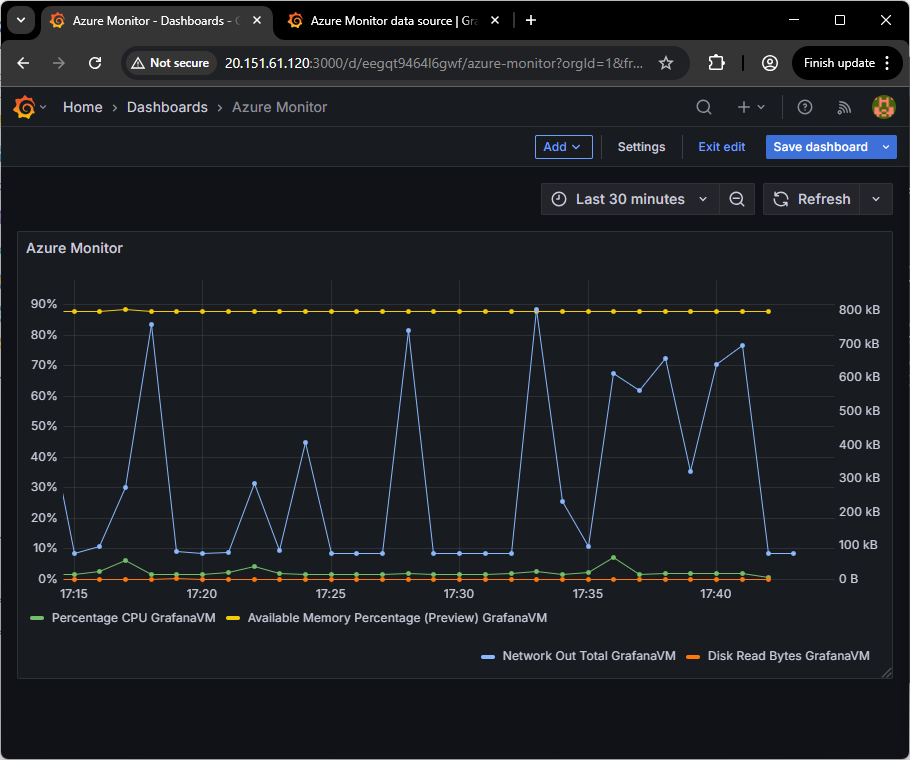 Azure Monitor - Dashboards -
Azure Monitor data source | Gra
Not secure
20.151.61.120:3000/d/eegqt9464l6gwf/azure-monitor?orgId=1&fr...
Finish update
Home
Dashboards
Azure Monitor
Add
Settings
Exit edit
Save dashboard
Last 30 minutes
Refresh
Azure Monitor
90%
80%
70%
60%
50%
40%
30%
20%
10%
0%
800 kB
700 kB
600 kB
500 kB
400 kB
300 kB
200 kB
100 kB
0 B
17:15
17:20
17:25
17:30
17:35
17:40
Percentage CPU GrafanaVM
Available Memory Percentage (Preview) GrafanaVM
Network Out Total GrafanaVM
Disk Read Bytes GrafanaVM